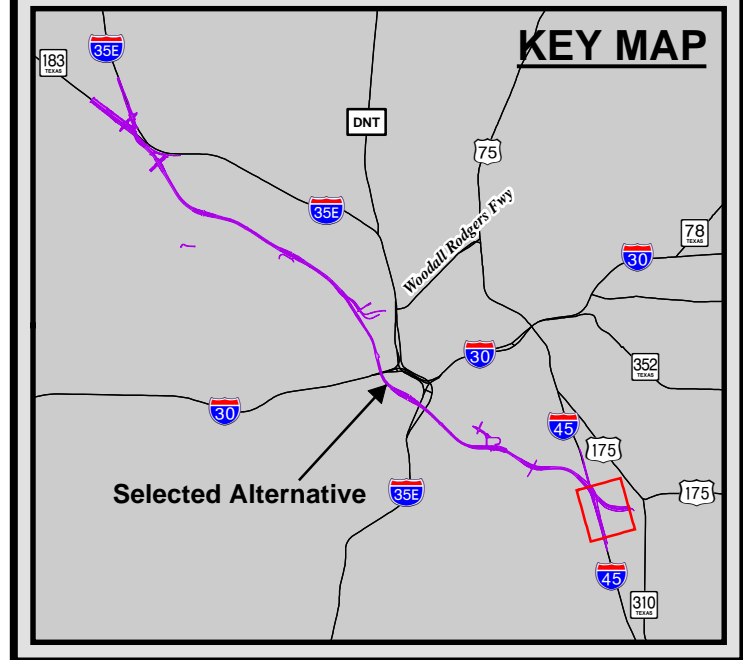 KEY MAP
35E
183
TEXAS
DNT
75
35E
Woodall Rodgers Fwy
78
TEXAS
30
30
352
TEXAS
30
45
175
Selected Alternative
35E
175
45
310
TEXAS